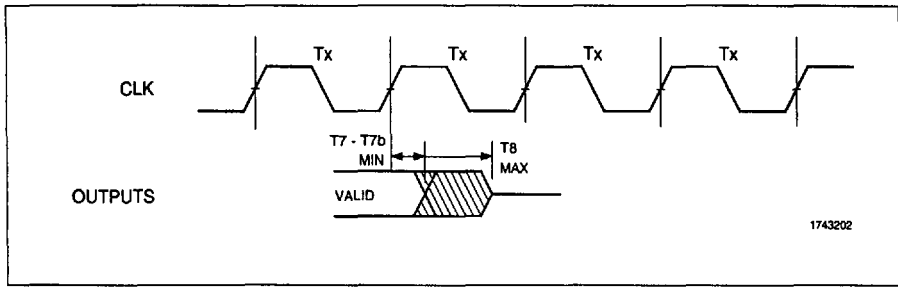 Tx Tx Tx Tx
CLK
T7 - T7b
MIN
T8
MAX
OUTPUTS
VALID
1743202